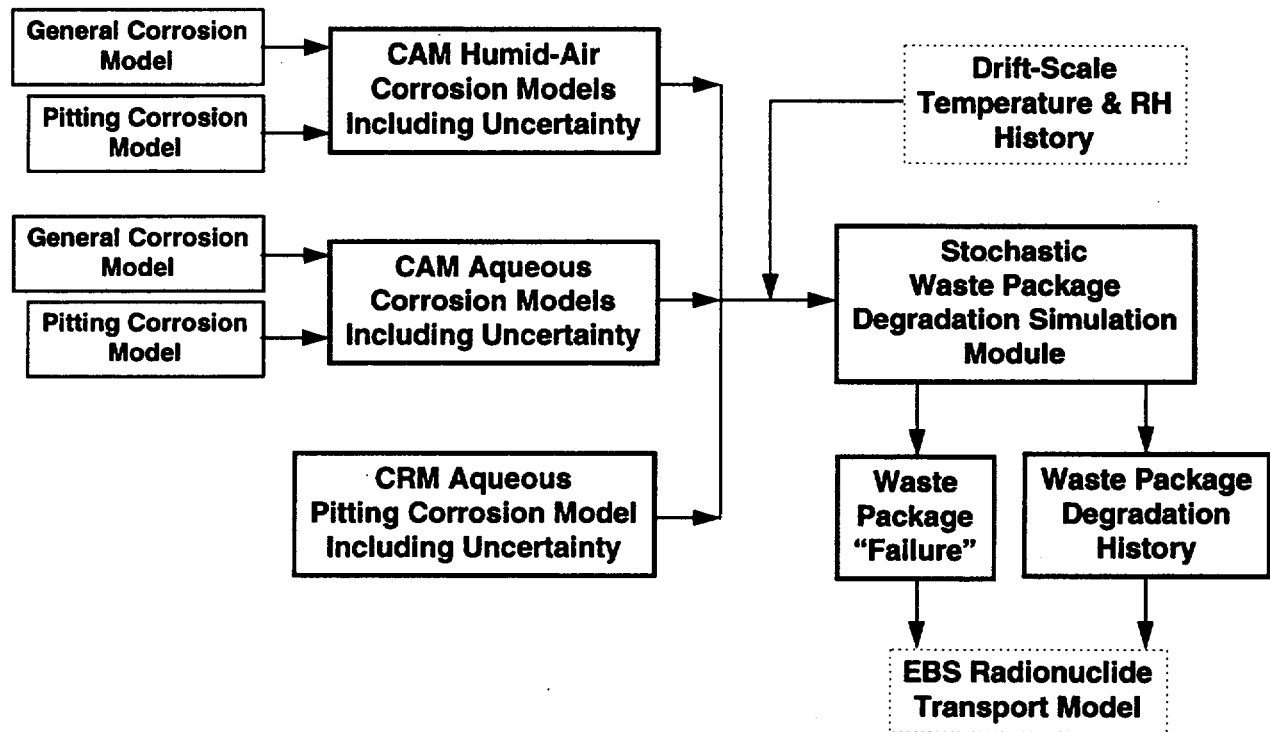 General Corrosion
Model
Pitting Corrosion
Model
CAM Humid-Air
Corrosion Models
Including Uncertainty
Drift-Scale
Temperature & RH
History
General Corrosion
Model
Pitting Corrosion
Model
CAM Aqueous
Corrosion Models
Including Uncertainty
Stochastic
Waste Package
Degradation Simulation
Module
CRM Aqueous
Pitting Corrosion Model
Including Uncertainty
Waste
Package
“Failure”
Waste Package
Degradation
History
EBS Radionuclide
Transport Model